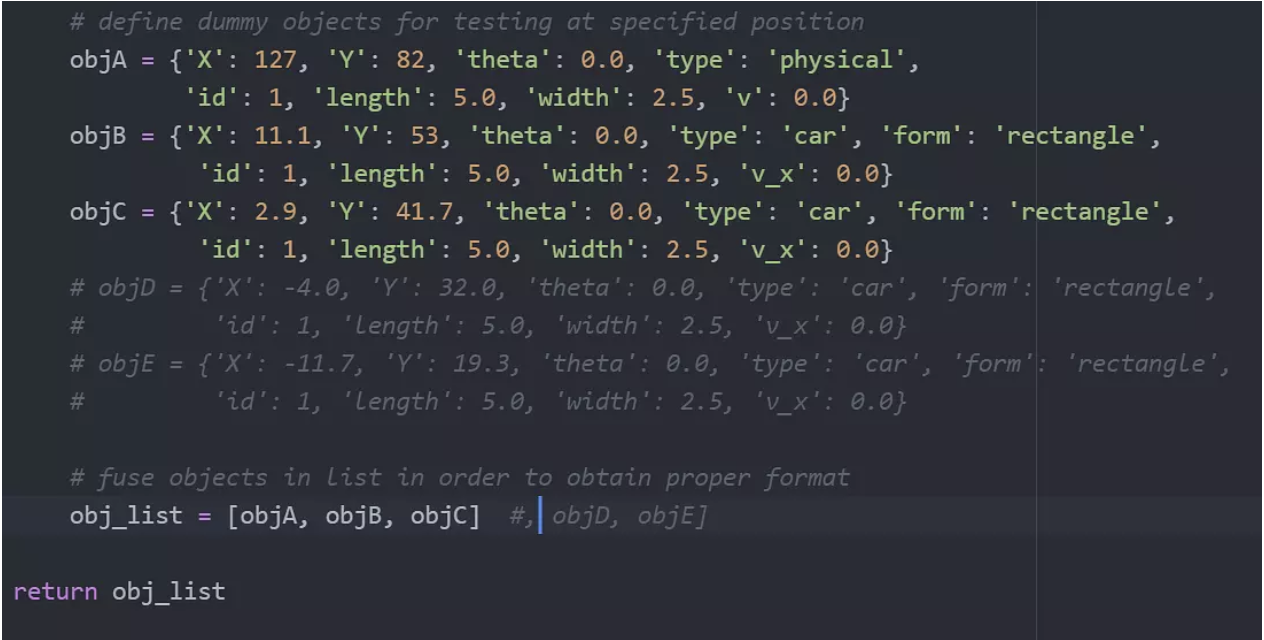 # define dummy objects for testing at specified position
objA = {'X': 127, 'Y': 82, 'theta': 0.0, 'type': 'physical',
'id': 1, 'length': 5.0, 'width': 2.5, 'v': 0.0}
objB = {'X': 11.1, 'Y': 53, 'theta': 0.0, 'type': 'car', 'form': 'rectangle',
'id': 1, 'length': 5.0, 'width': 2.5, 'v_x': 0.0}
objC = {'X': 2.9, 'Y': 41.7, 'theta': 0.0, 'type': 'car', 'form': 'rectangle',
'id': 1, 'length': 5.0, 'width': 2.5, 'v_x': 0.0}
# objD = {'X': -4.0, 'Y': 32.0, 'theta': 0.0, 'type': 'car', 'form': 'rectangle',
#         'id': 1, 'length': 5.0, 'width': 2.5, 'v_x': 0.0}
# objE = {'X': -11.7, 'Y': 19.3, 'theta': 0.0, 'type': 'car', 'form': 'rectangle',
#         'id': 1, 'length': 5.0, 'width': 2.5, 'v_x': 0.0}
# fuse objects in list in order to obtain proper format
obj_list = [objA, objB, objC]  #, objD, objE]
return obj_list